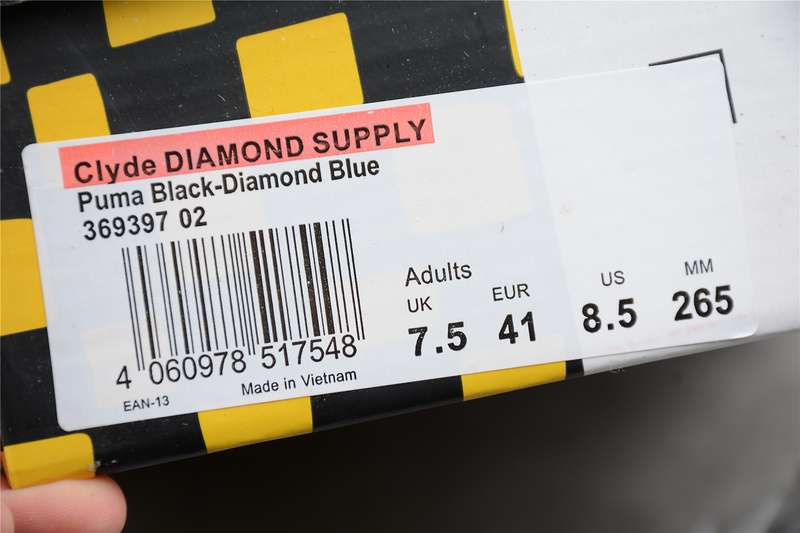 Clyde DIAMOND SUPPLY
Puma Black-Diamond Blue
369397 02
4 060978 517548
EAN-13
Made in Vietnam
Adults
UK EUR US MM
7.5 41 8.5 265